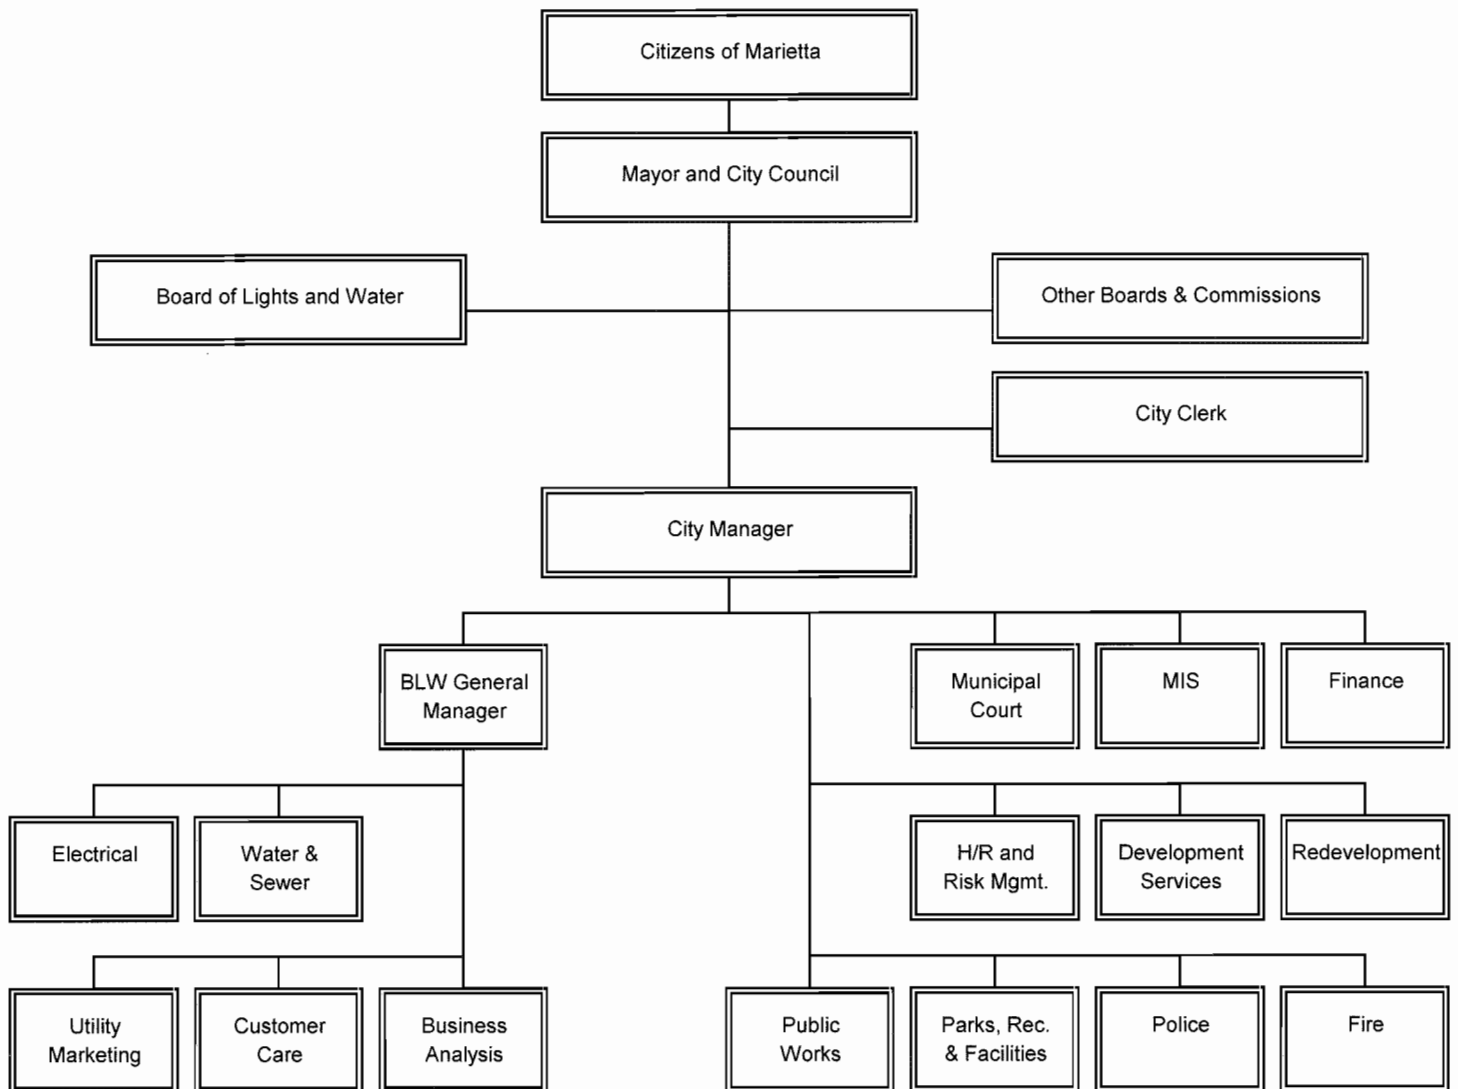 Citizens of Marietta
Mayor and City Council
Board of Lights and Water
Other Boards & Commissions
City Clerk
City Manager
BLW General
Manager
Municipal
Court
MIS
Finance
Electrical
Water &
Sewer
H/R and
Risk Mgmt.
Development
Services
Redevelopment
Utility
Marketing
Customer
Care
Business
Analysis
Public
Works
Parks, Rec.
& Facilities
Police
Fire